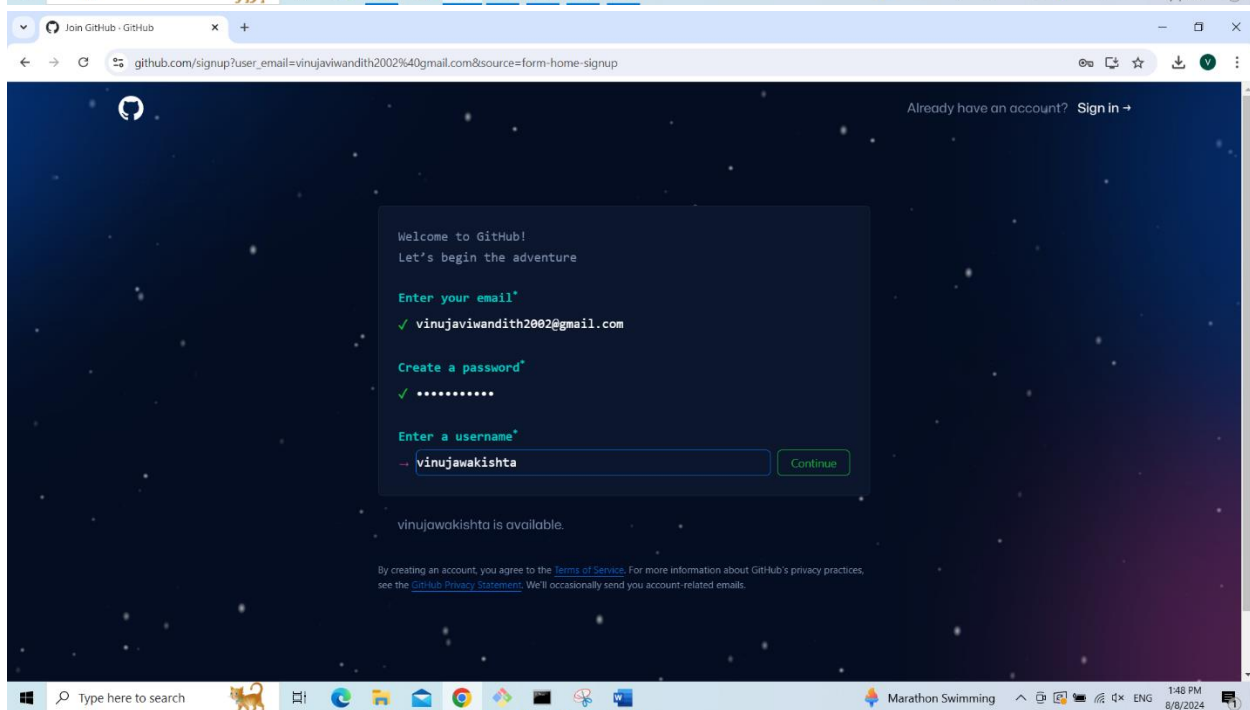 Join GitHub · GitHub
github.com/signup?user_email=vinujaviwandith2002%40gmail.com&source=form-home-signup
V
Already have an account? Sign in →
Welcome to GitHub!
Let's begin the adventure
Enter your email*
✓ vinujaviwandith2002@gmail.com
Create a password*
✓ •••••••••••
Enter a username*
→ vinujawakishta
Continue
vinujawakishta is available.
By creating an account, you agree to the Terms of Service. For more information about GitHub's privacy practices,
see the GitHub Privacy Statement. We'll occasionally send you account-related emails.
Type here to search
Marathon Swimming
ENG
1:48 PM
8/8/2024